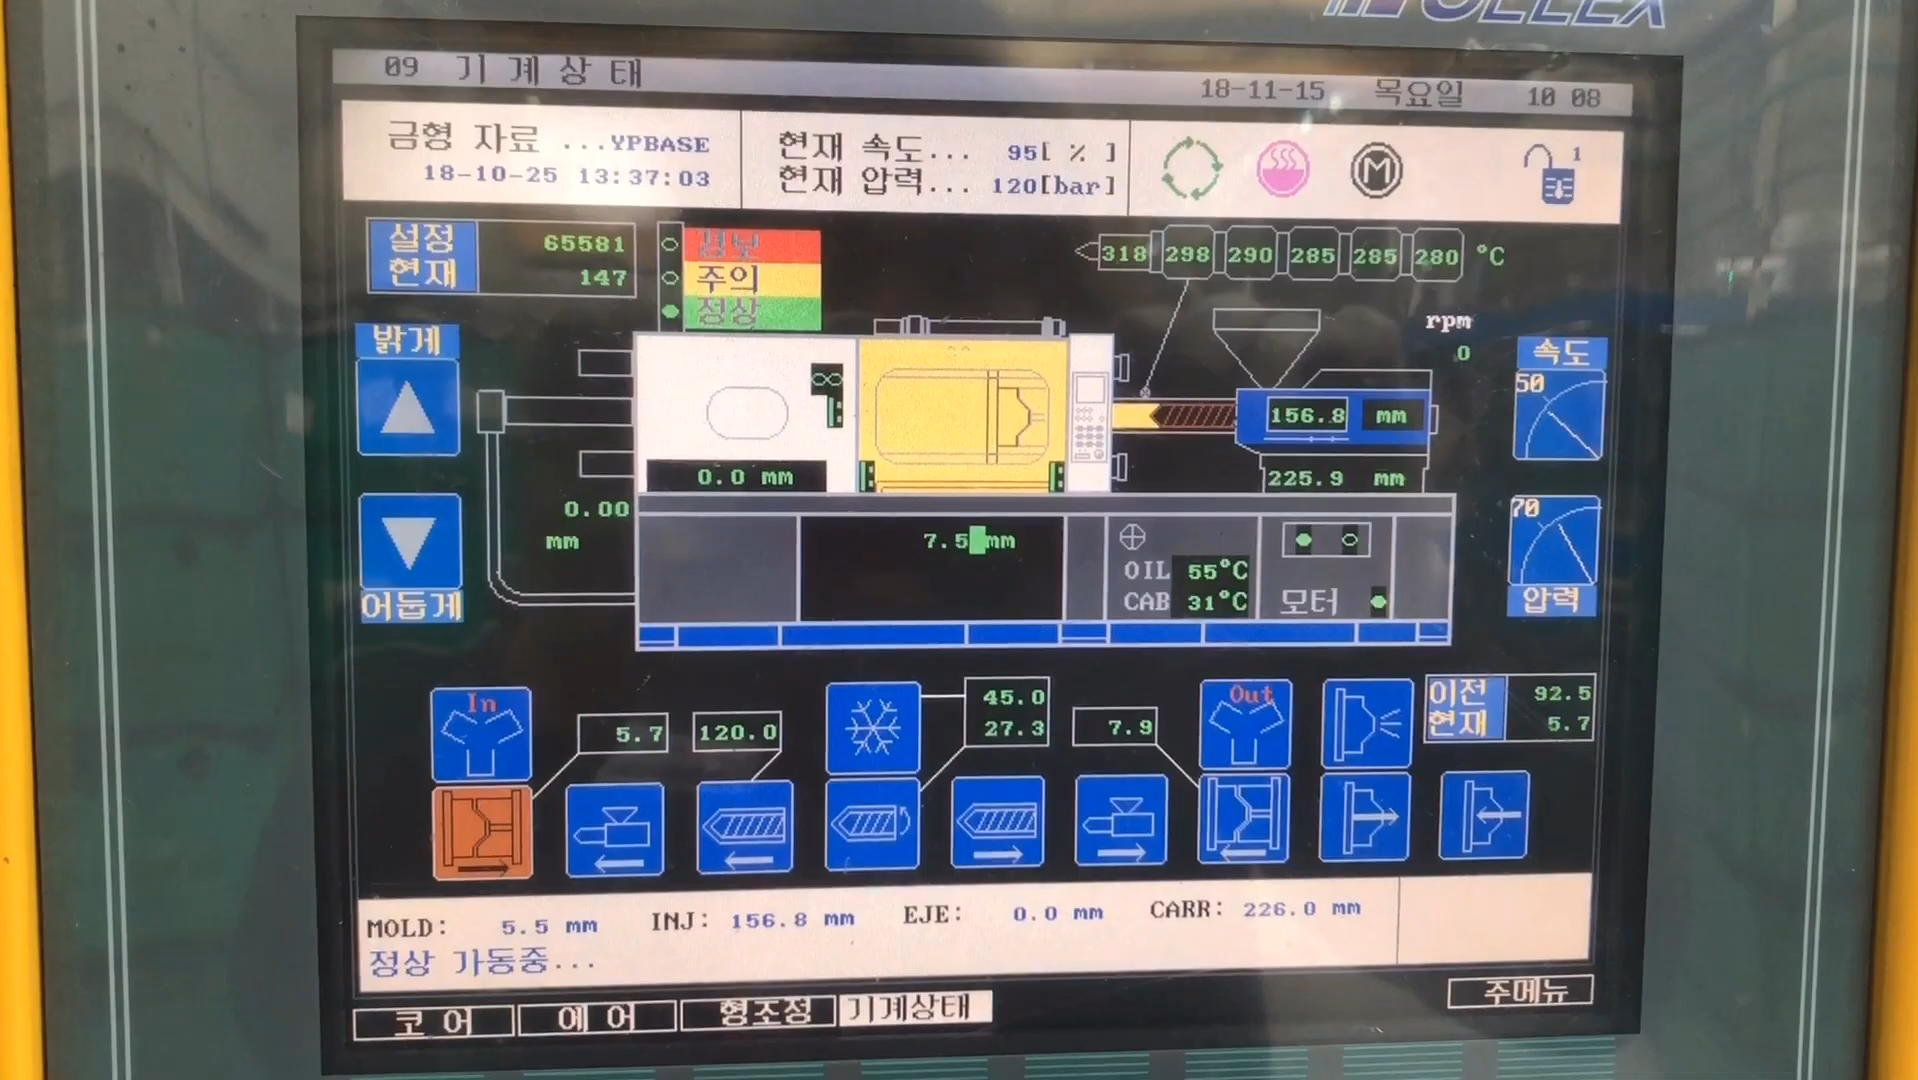 09 기계상태
18-11-15 목요일 10 08
금형 자료 ...YPBASE
18-10-25 13:37:03
현재 속도... 95[ % ]
현재 압력... 120[bar]
M
1
설정 65581
현재 147
경보
주의
정상
318 298 290 285 285 280 °C
rpm
0
밝게
어둡게
속도
50
70
압력
156.8 mm
225.9 mm
0.0 mm
0.00
mm
7.5 mm
OIL 55°C
CAB 31°C
모터
In
5.7
120.0
45.0
27.3
7.9
Out
이전 92.5
현재 5.7
MOLD: 5.5 mm INJ: 156.8 mm EJE: 0.0 mm CARR: 226.0 mm
정상 가동중...
코 어 에 어 형조정 기계상태 주메뉴